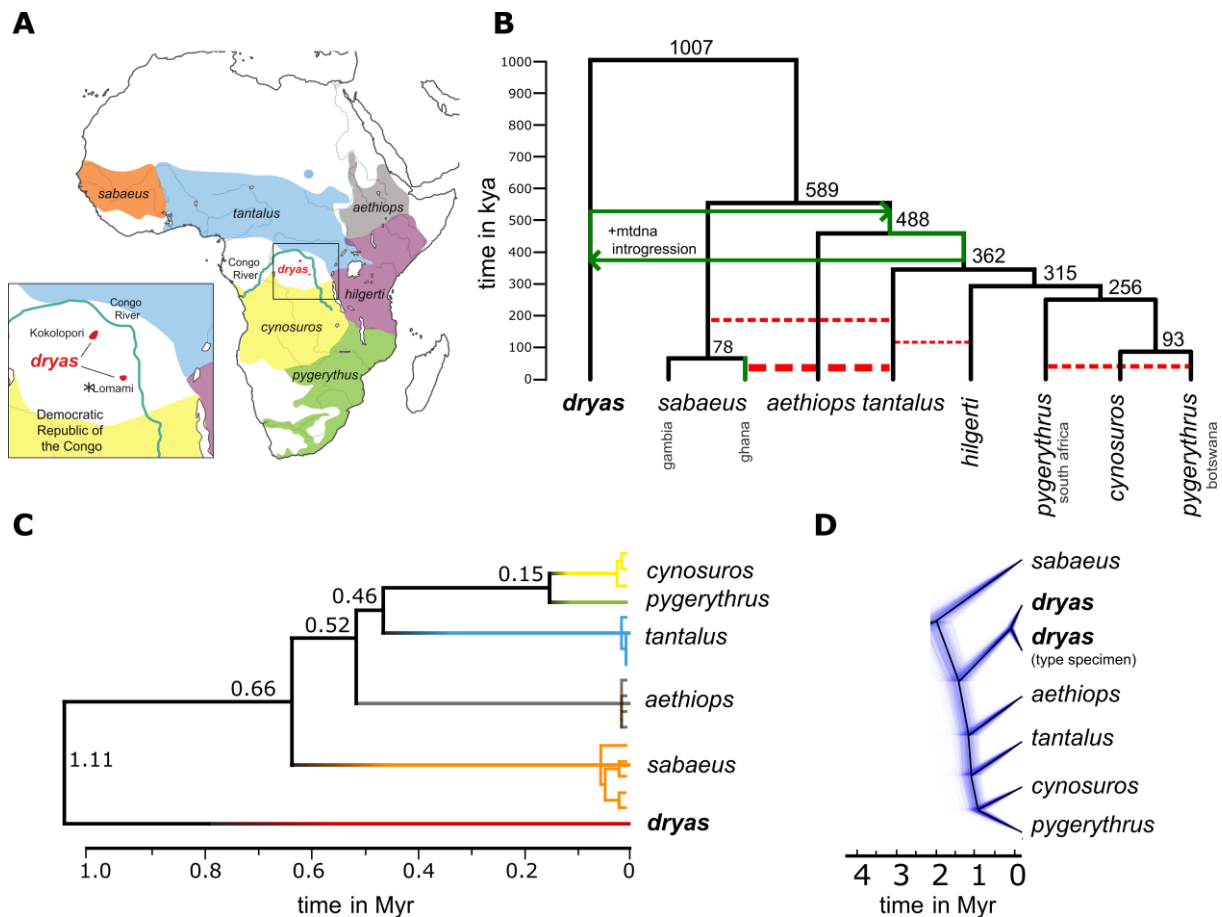 A
sabaeus
tantalus
aethiops
Congo
River
dryas
hilgerti
cynosuros
pygerythus
Congo
River
Kokolopori
dryas
Lomami
Democratic
Republic of
the Congo
B
time in kya
1000
900
800
700
600
500
400
300
200
100
0
1007
589
488
+mtdna
introgression
362
315
256
93
78
dryas
sabaeus
aethiops
tantalus
gambia
ghana
hilgerti
pygerythrus
south africa
cynosuros
pygerythrus
botswana
C
0.15
0.46
0.52
0.66
1.11
cynosuros
pygerythrus
tantalus
aethiops
sabaeus
dryas
1.0 0.8 0.6 0.4 0.2 0
time in Myr
D
sabaeus
dryas
dryas
(type specimen)
aethiops
tantalus
cynosuros
pygerythrus
4 3 2 1 0
time in Myr